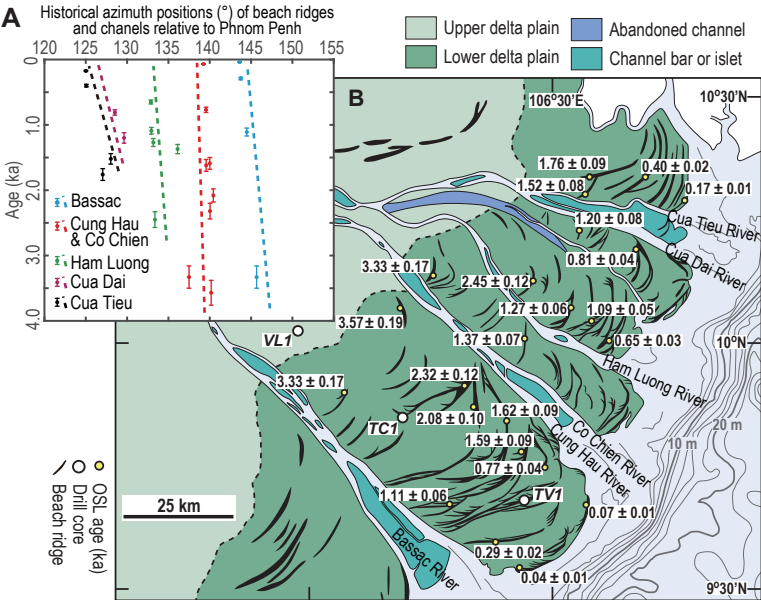 A
Historical azimuth positions (°) of beach ridges
and chanels relative to Phnom Penh
120 125 130 135 140 145 150 155
0
1.0
2.0
3.0
4.0
Age (ka)
Bassac
Cung Hau
& Co Chien
Ham Luong
Cua Dai
Cua Tieu
Upper delta plain
Lower delta plain
Abandoned channel
Channel bar or islet
B
106°30'E
10°30'N
10°N
9°30'N
1.76 ± 0.09
0.40 ± 0.02
1.52 ± 0.08
0.17 ± 0.01
1.20 ± 0.08
Cua Tieu River
0.81 ± 0.04
Cua Dai River
3.33 ± 0.17
2.45 ± 0.12
1.27 ± 0.06
1.09 ± 0.05
3.57 ± 0.19
1.37 ± 0.07
0.65 ± 0.03
VL1
Ham Luong River
3.33 ± 0.17
2.32 ± 0.12
2.08 ± 0.10
1.62 ± 0.09
TC1
20 m
10 m
1.59 ± 0.09
Co Chien River
Cung Hau River
0.77 ± 0.04
1.11 ± 0.06
TV1
0.07 ± 0.01
Bassac River
0.29 ± 0.02
0.04 ± 0.01
25 km
OSL age (ka)
Drill core
Beach ridge